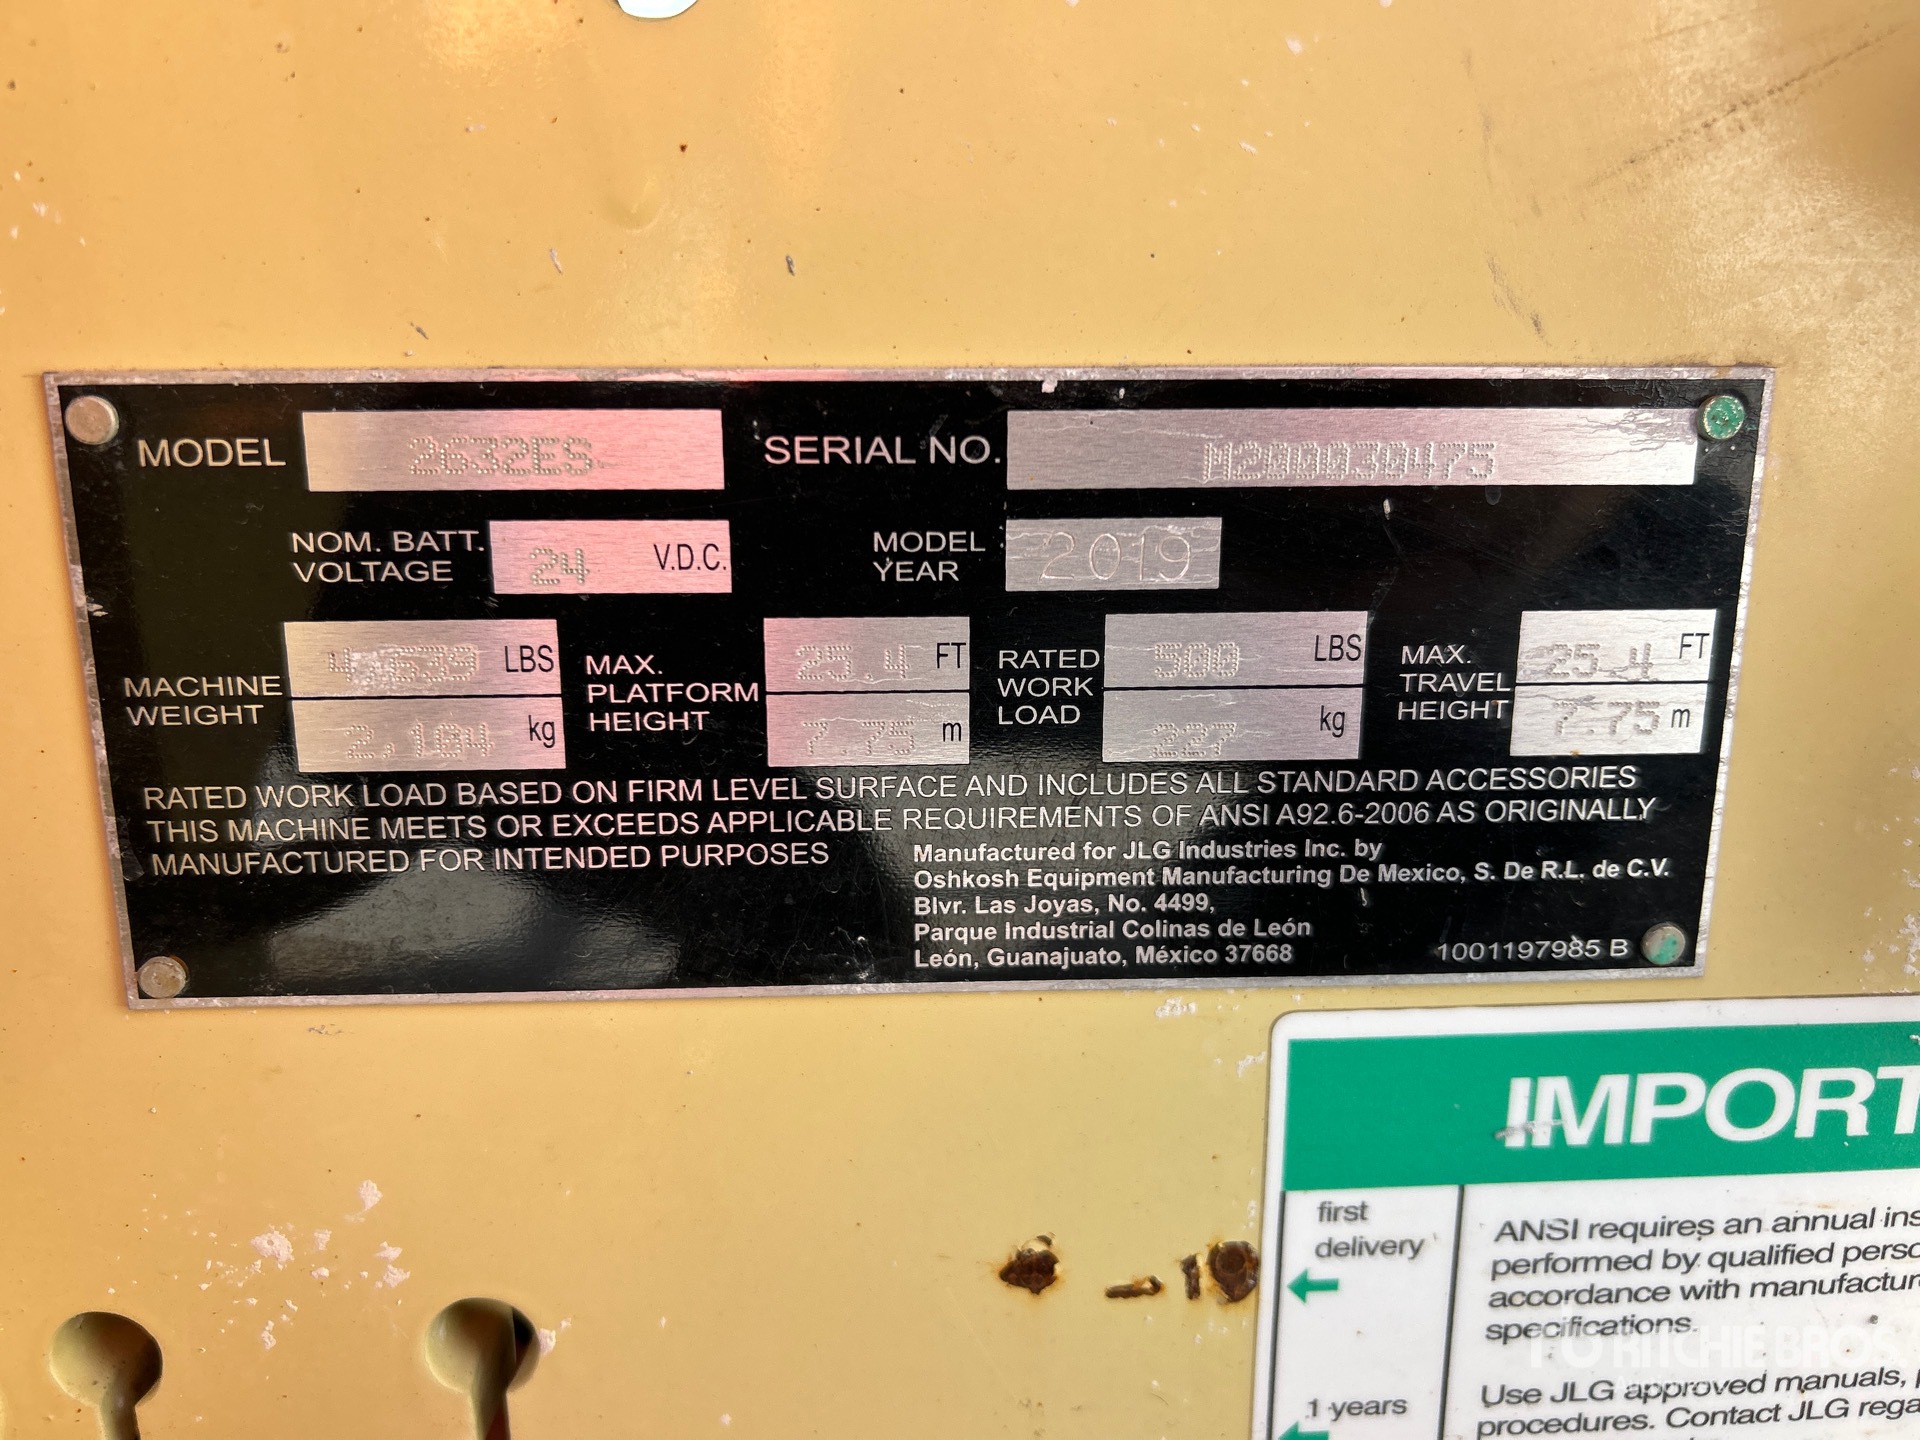 MODEL 2632ES SERIAL NO. M200030475
NOM. BATT. VOLTAGE 24 V.D.C. MODEL YEAR 2019
MACHINE WEIGHT 4,639 LBS 2,104 kg MAX. PLATFORM HEIGHT 25.4 FT 7.75 m RATED WORK LOAD 500 LBS 227 kg MAX. TRAVEL HEIGHT 25.4 FT 7.75 m
RATED WORK LOAD BASED ON FIRM LEVEL SURFACE AND INCLUDES ALL STANDARD ACCESSORIES
THIS MACHINE MEETS OR EXCEEDS APPLICABLE REQUIREMENTS OF ANSI A92.6-2006 AS ORIGINALLY
MANUFACTURED FOR INTENDED PURPOSES
Manufactured for JLG Industries Inc. by
Oshkosh Equipment Manufacturing De Mexico, S. De R.L. de C.V.
Blvr. Las Joyas, No. 4499,
Parque Industrial Colinas de León
León, Guanajuato, México 37668
1001197985 B
IMPORT
first
delivery
1 years
ANSI requires an annual ins
performed by qualified perso
accordance with manufactur
specifications.
Use JLG approved manuals, p
procedures. Contact JLG rega
RITCHIE BROS